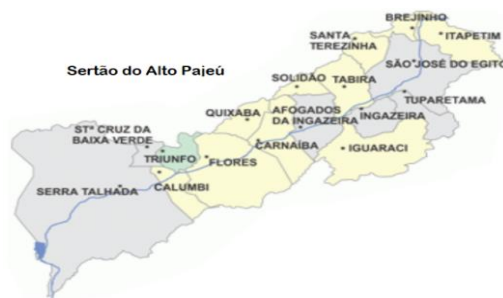 Sertão do Alto Pajeú
BREJINHO
ITAPETIM
SANTA
TEREZINHA
SÃO JOSÉ DO EGITO
SOLIDÃO
TABIRA
TUPARETAMA
QUIXABA
AFOGADOS
DA INGAZEIRA
INGAZEIRA
STª CRUZ DA
BAIXA VERDE
CARNAÍBA
IGUARACI
TRIUNFO
FLORES
SERRA TALHADA
CALUMBI